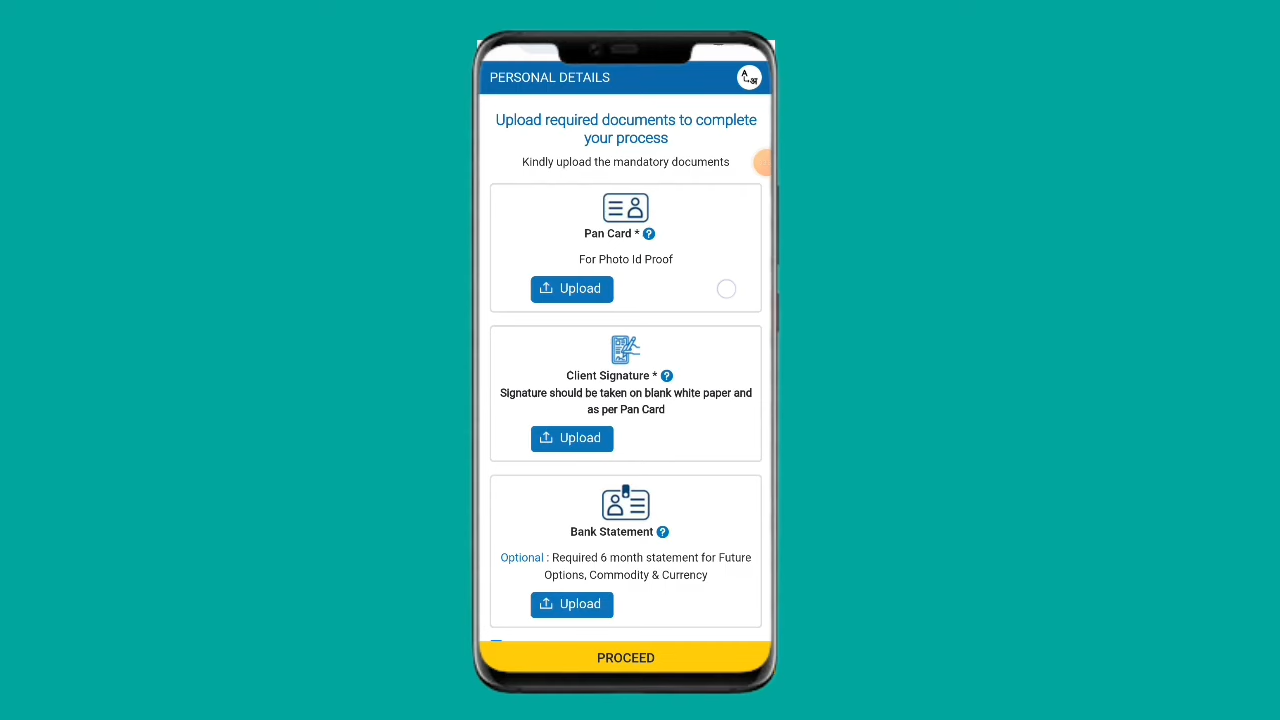 PERSONAL DETAILS
A अ
Upload required documents to complete
your process
Kindly upload the mandatory documents
Pan Card * ?
For Photo Id Proof
Upload
Client Signature * ?
Signature should be taken on blank white paper and
as per Pan Card
Upload
Bank Statement ?
Optional : Required 6 month statement for Future
Options, Commodity & Currency
Upload
PROCEED